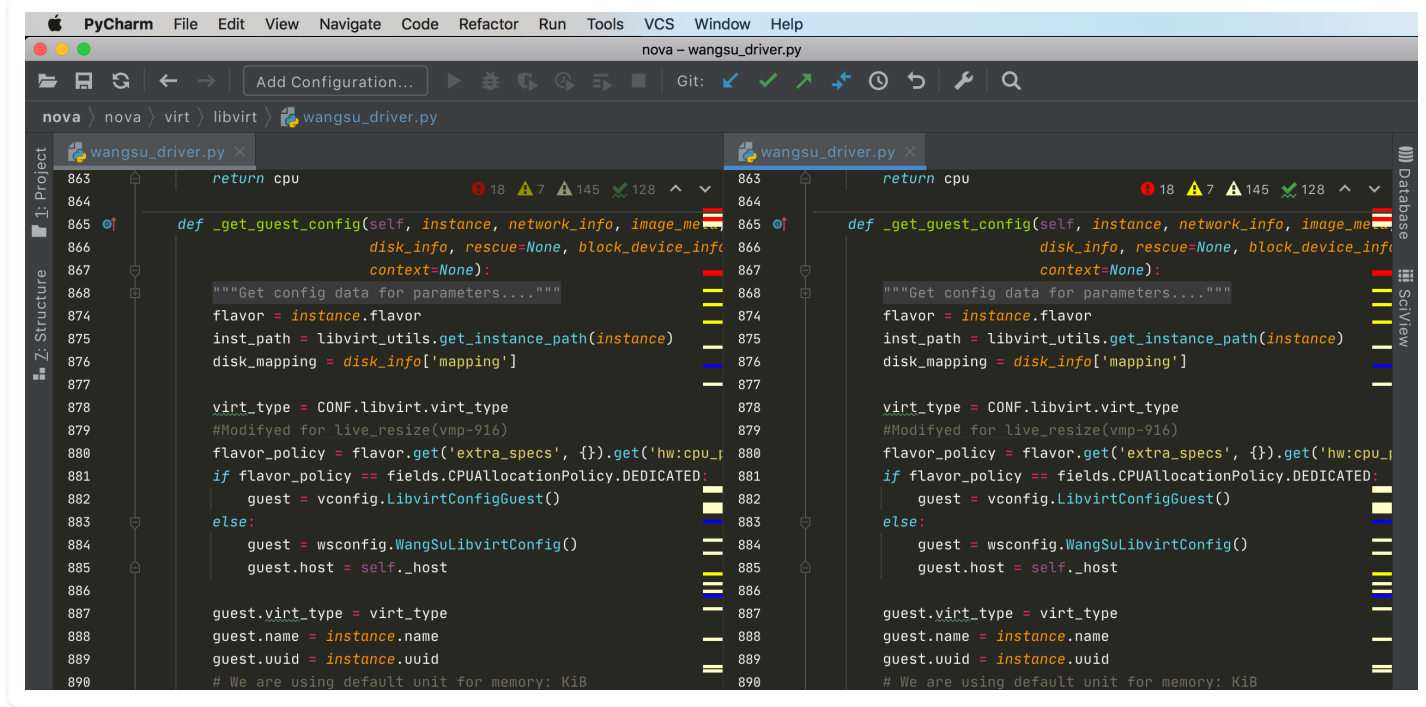 PyCharm File Edit View Navigate Code Refactor Run Tools VCS Window Help
nova – wangsu_driver.py
Add Configuration... Git:
nova nova virt libvirt wangsu_driver.py
1: Project
Z: Structure
wangsu_driver.py
18 7 145 128
863 return cpu
864
865 def _get_guest_config(self, instance, network_info, image_meta,
866 disk_info, rescue=None, block_device_info
867 context=None):
868 """Get config data for parameters...."""
874 flavor = instance.flavor
875 inst_path = libvirt_utils.get_instance_path(instance)
876 disk_mapping = disk_info['mapping']
877
878 virt_type = CONF.libvirt.virt_type
879 #Modifyed for live_resize(vmp-916)
880 flavor_policy = flavor.get('extra_specs', {}).get('hw:cpu_p
881 if flavor_policy == fields.CPUAllocationPolicy.DEDICATED:
882 guest = vconfig.LibvirtConfigGuest()
883 else:
884 guest = wsconfig.WangSuLibvirtConfig()
885 guest.host = self._host
886
887 guest.virt_type = virt_type
888 guest.name = instance.name
889 guest.uuid = instance.uuid
890 # We are using default unit for memory: KiB
wangsu_driver.py
18 7 145 128
863 return cpu
864
865 def _get_guest_config(self, instance, network_info, image_me
866 disk_info, rescue=None, block_device_info
867 context=None):
868 """Get config data for parameters...."""
874 flavor = instance.flavor
875 inst_path = libvirt_utils.get_instance_path(instance)
876 disk_mapping = disk_info['mapping']
877
878 virt_type = CONF.libvirt.virt_type
879 #Modifyed for live_resize(vmp-916)
880 flavor_policy = flavor.get('extra_specs', {}).get('hw:cpu_p
881 if flavor_policy == fields.CPUAllocationPolicy.DEDICATED:
882 guest = vconfig.LibvirtConfigGuest()
883 else:
884 guest = wsconfig.WangSuLibvirtConfig()
885 guest.host = self._host
886
887 guest.virt_type = virt_type
888 guest.name = instance.name
889 guest.uuid = instance.uuid
890 # We are using default unit for memory: KiB
Database
SciView